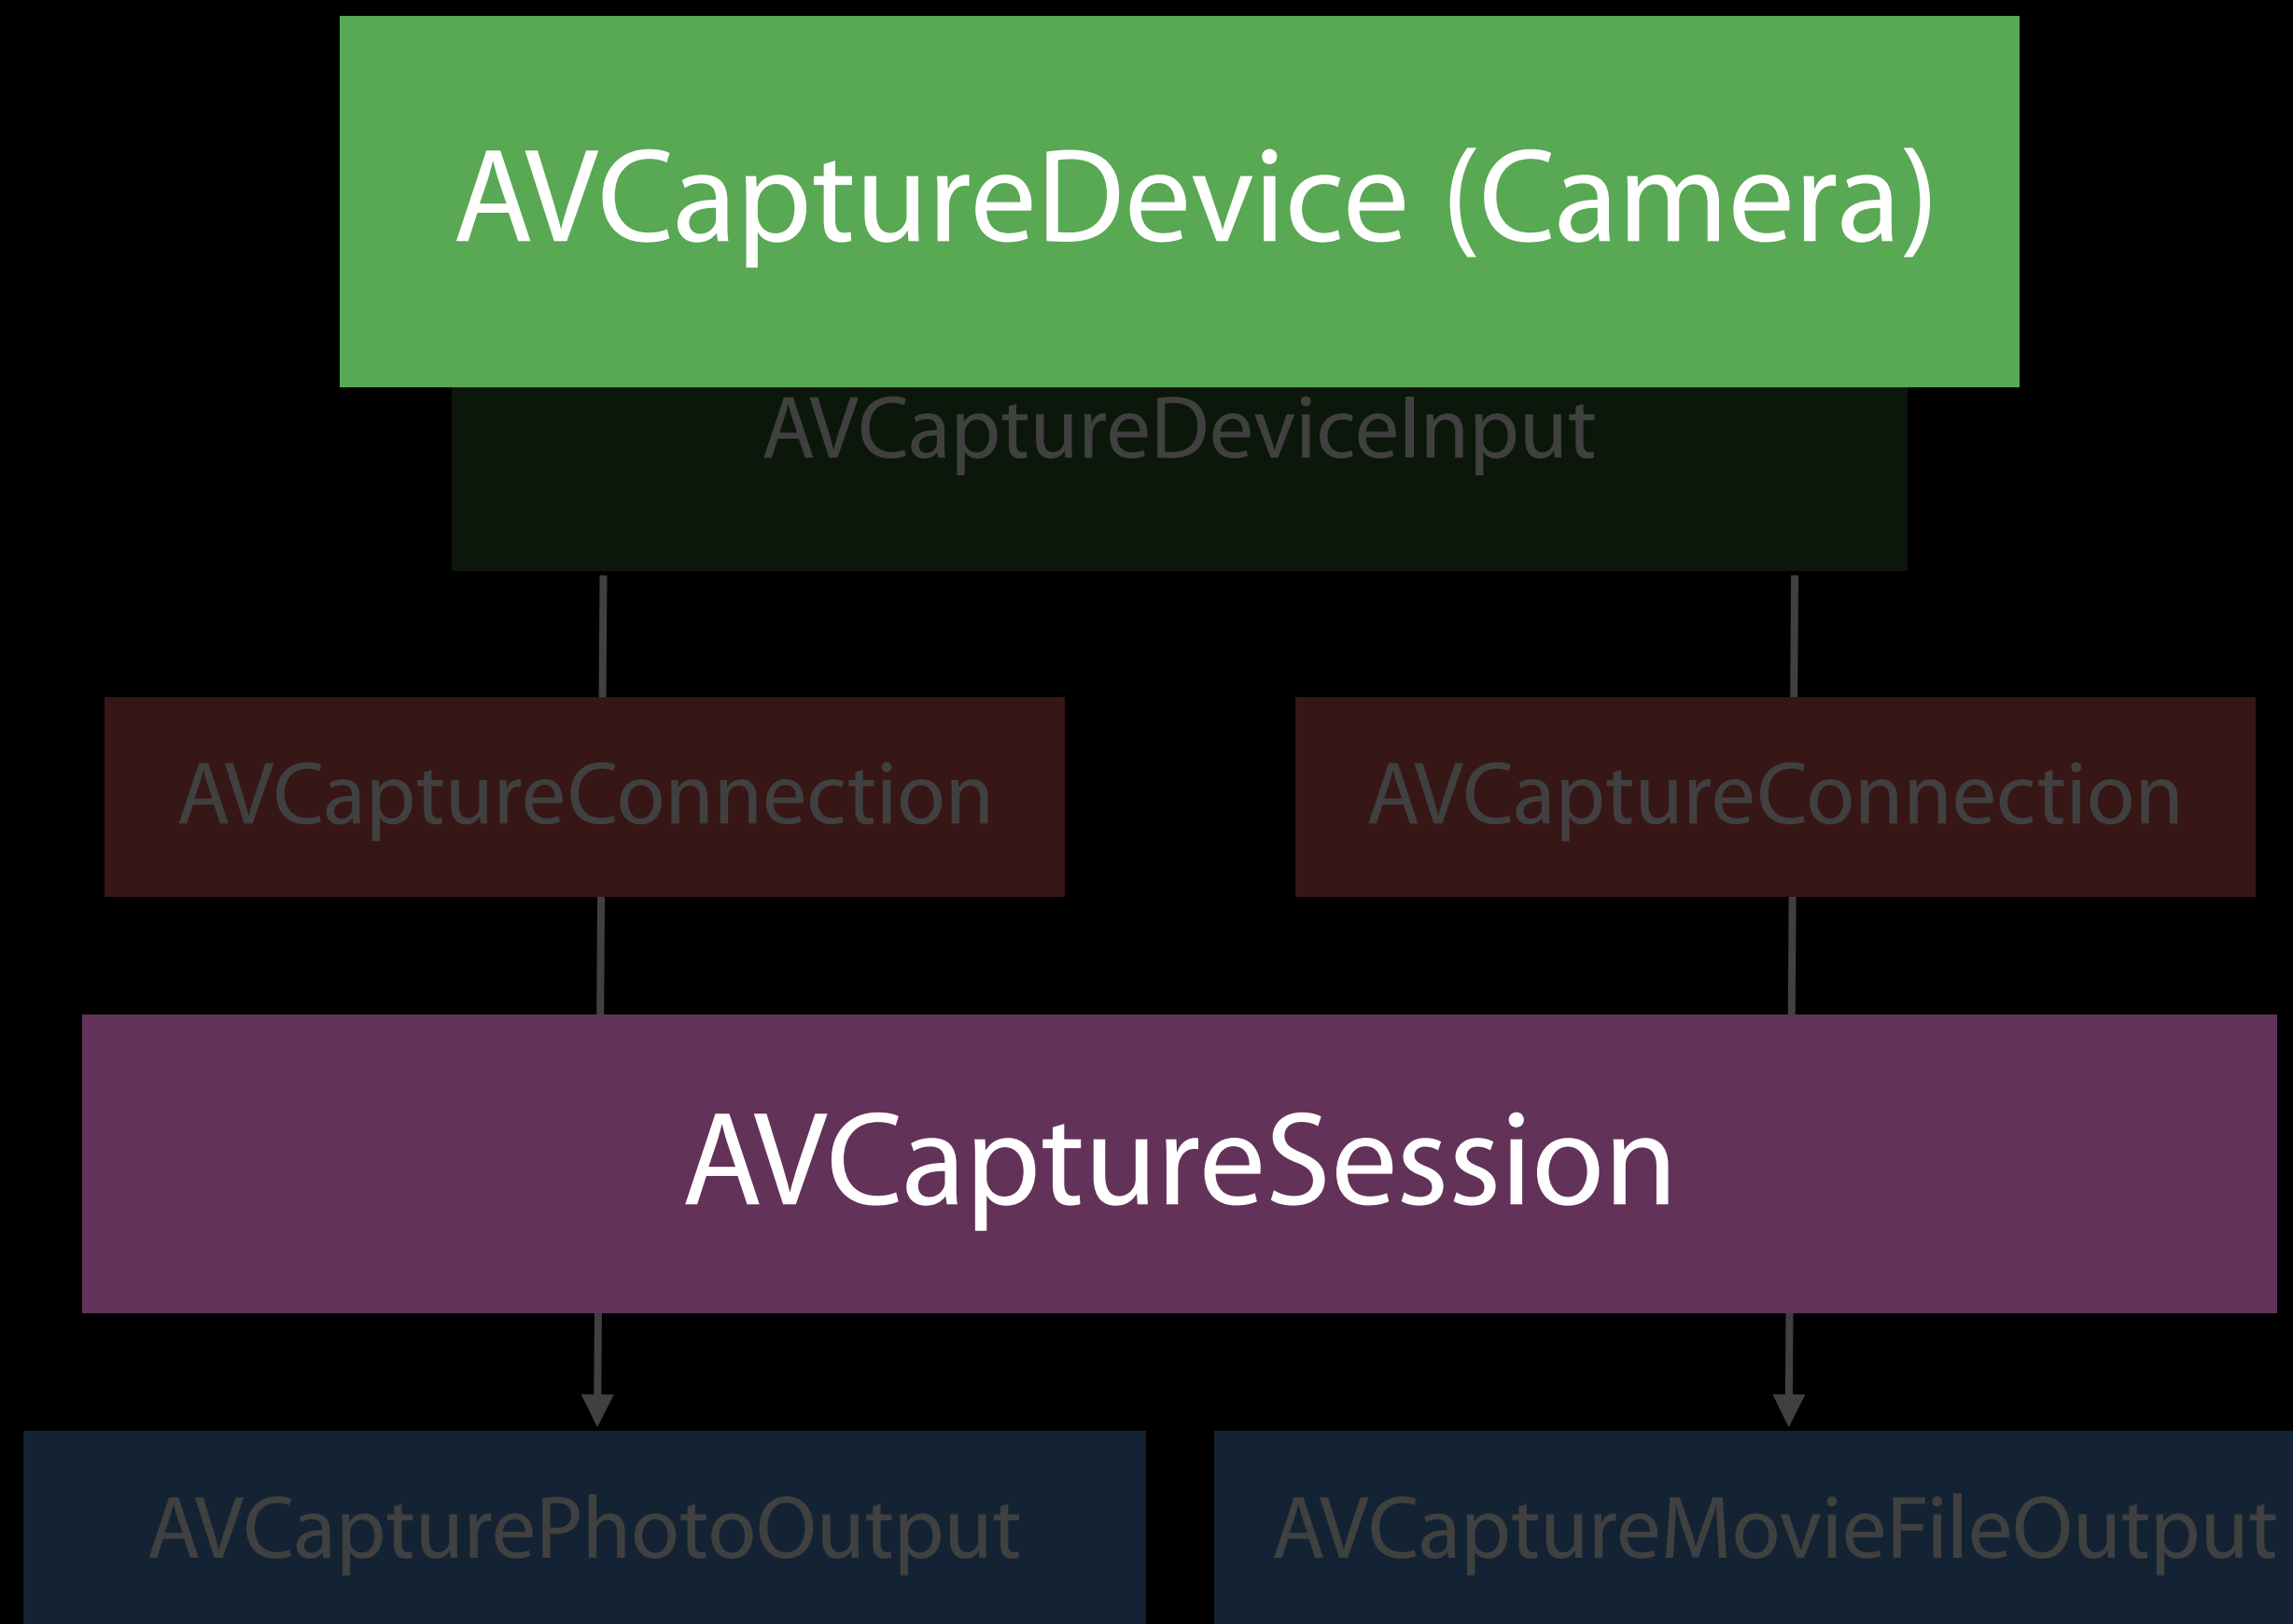 AVCaptureDevice (Camera)
AVCaptureDeviceInput
AVCaptureConnection
AVCaptureConnection
AVCaptureSession
AVCapturePhotoOutput
AVCaptureMovieFileOutput